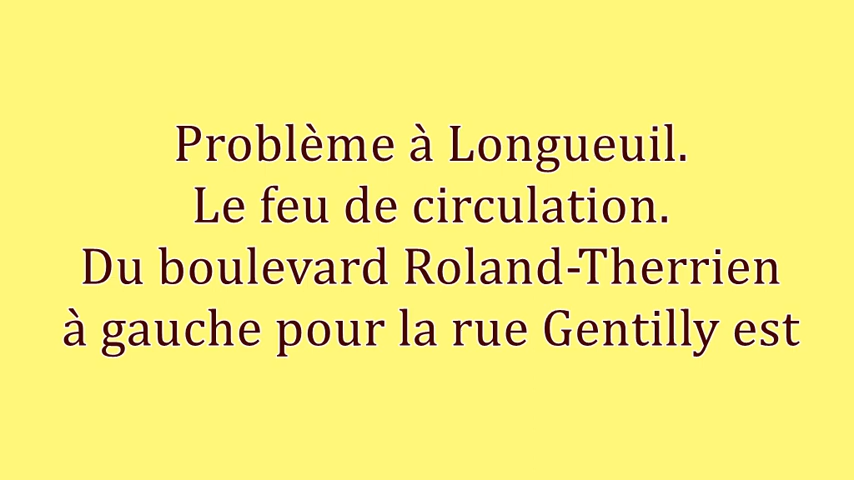 Problème à Longueuil.
Le feu de circulation.
Du boulevard Roland-Therrien
à gauche pour la rue Gentilly est